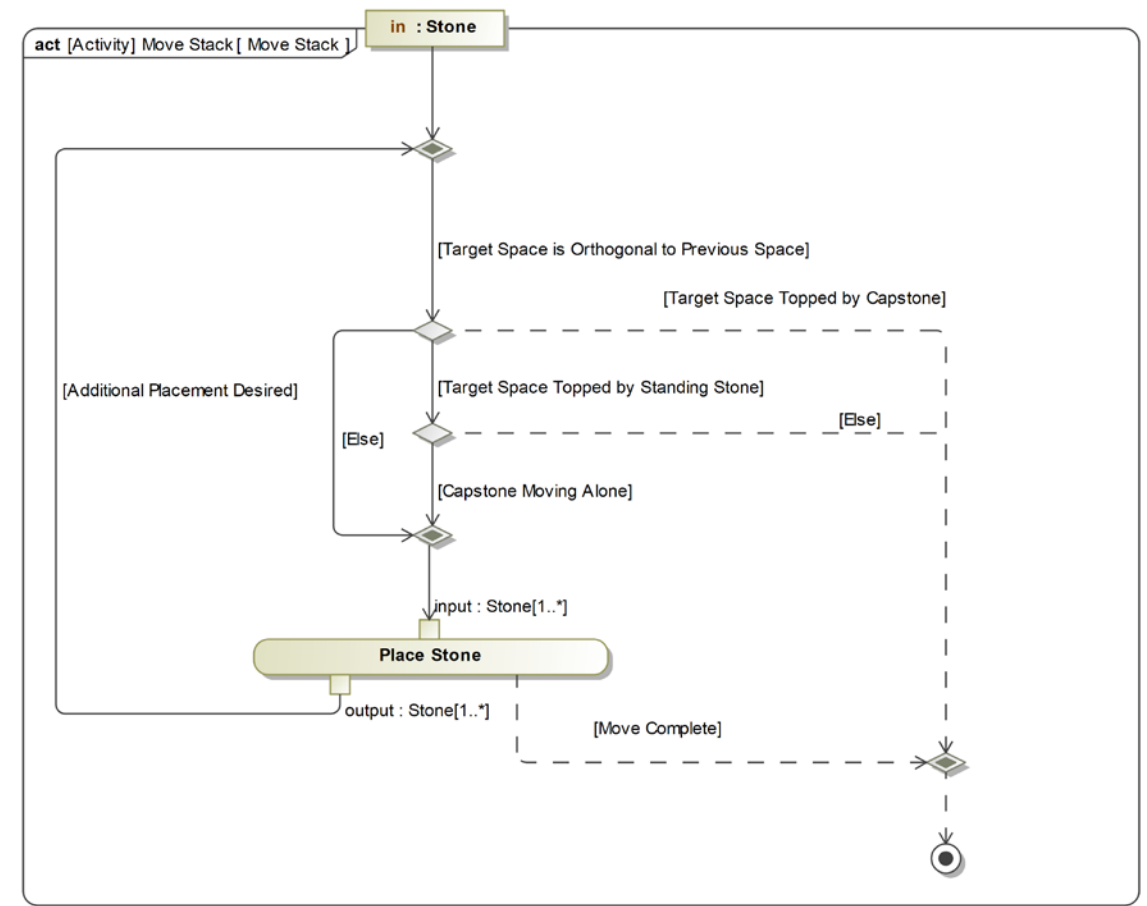 in : Stone
act [Activity] Move Stack[ Move Stack ]
[Target Space is Orthogonal to Previous Space]
[Target Space Topped by Capstone]
[Additional Placement Desired]
[Target Space Topped by Standing Stone]
[Else]
[Else]
[Capstone Moving Alone]
input : Stone[1..*]
Place Stone
output : Stone[1..*]
[Move Complete]